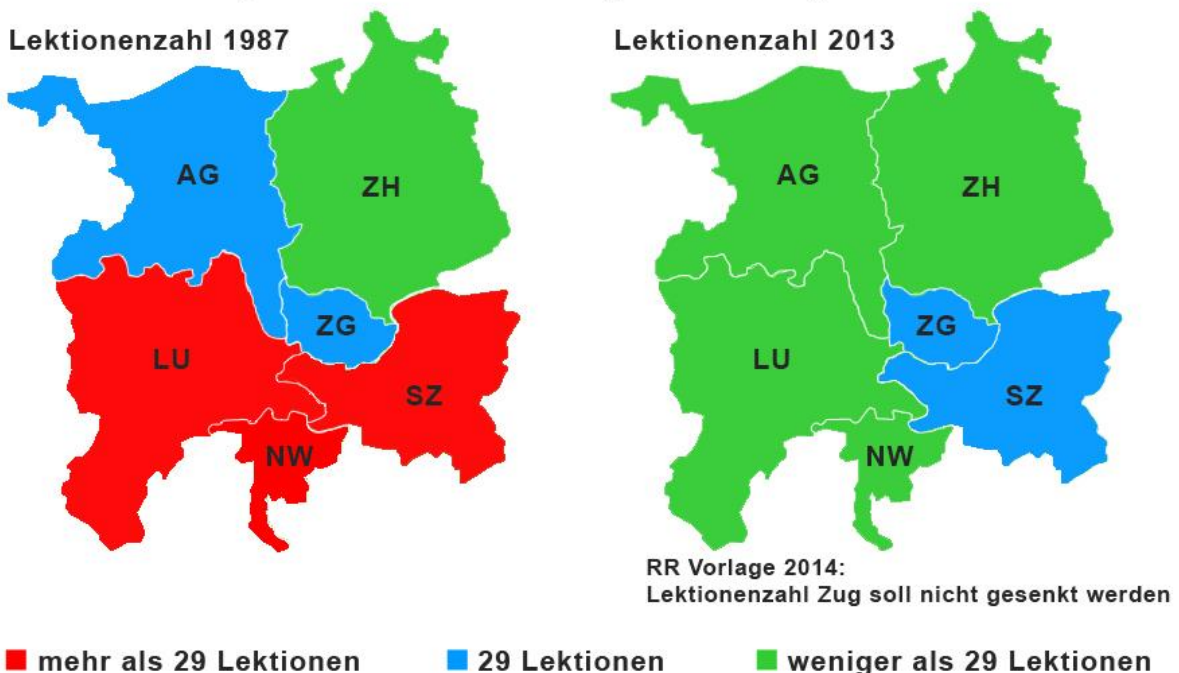 Lektionenzahl 1987
AG
ZH
ZG
LU
SZ
NW
Lektionenzahl 2013
AG
ZH
ZG
LU
SZ
NW
RR Vorlage 2014:
Lektionenzahl Zug soll nicht gesenkt werden
mehr als 29 Lektionen
29 Lektionen
weniger als 29 Lektionen